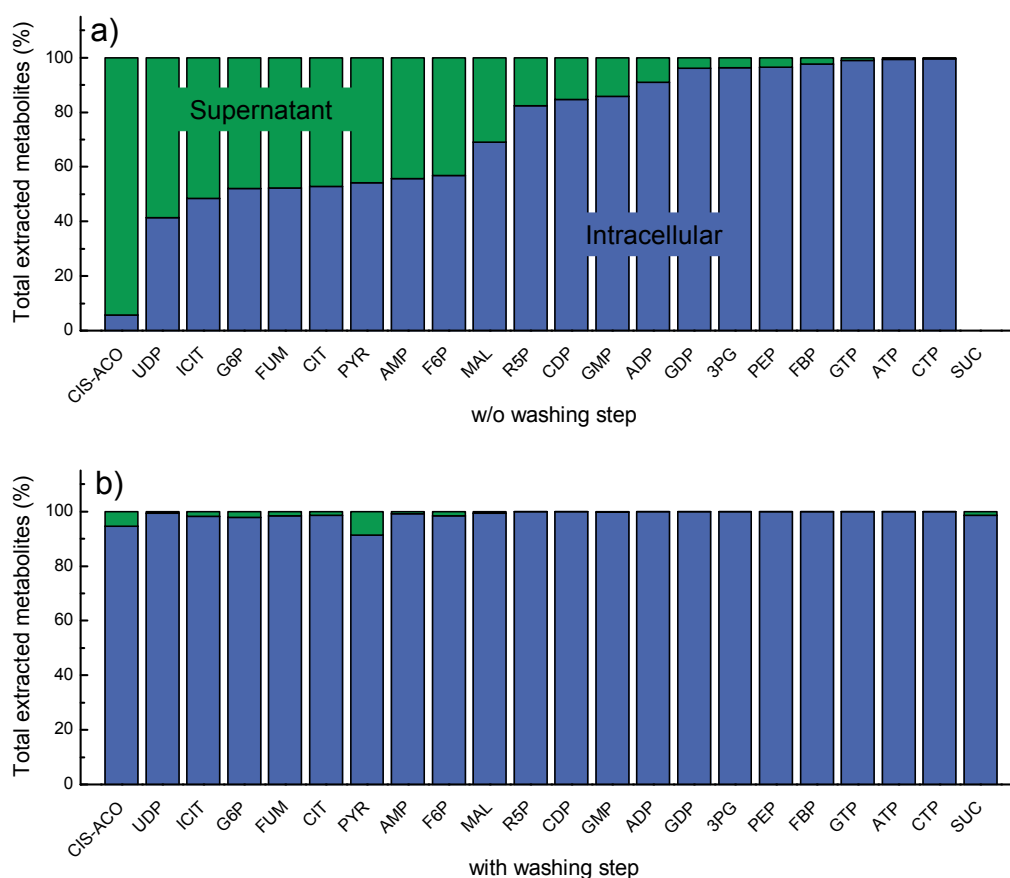 a)
Total extracted metabolites (%)
100
80
60
40
20
0
Supernatant
Intracellular
CIS-ACO UDP ICIT G6P FUM CIT PYR AMP F6P MAL R5P CDP GMP ADP GDP 3PG PEP FBP GTP ATP CTP SUC
w/o washing step
b)
Total extracted metabolites (%)
100
80
60
40
20
0
CIS-ACO UDP ICIT G6P FUM CIT PYR AMP F6P MAL R5P CDP GMP ADP GDP 3PG PEP FBP GTP ATP CTP SUC
with washing step